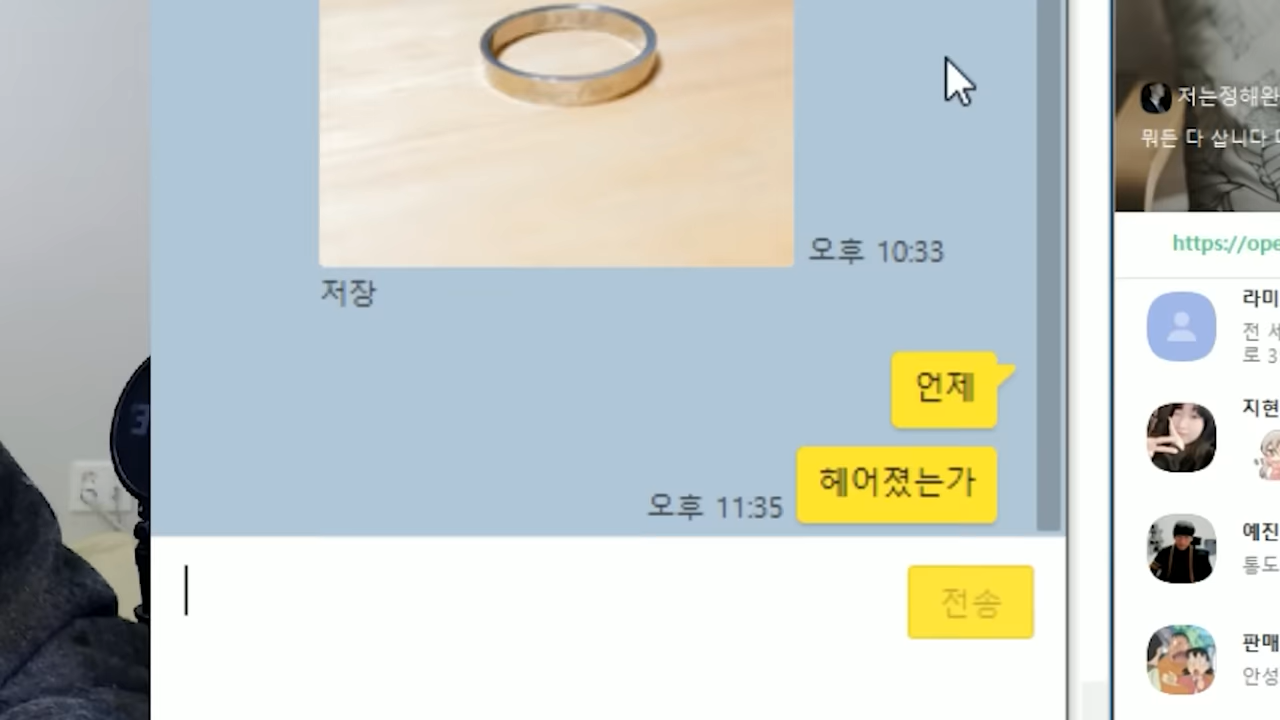 오후 10:33
저장
언제
헤어졌는가
오후 11:35
전송
저는정해완
뭐든 다 삽니다
https://ope
라미
전 세
로 3
지현
예진
통도
판매
안성